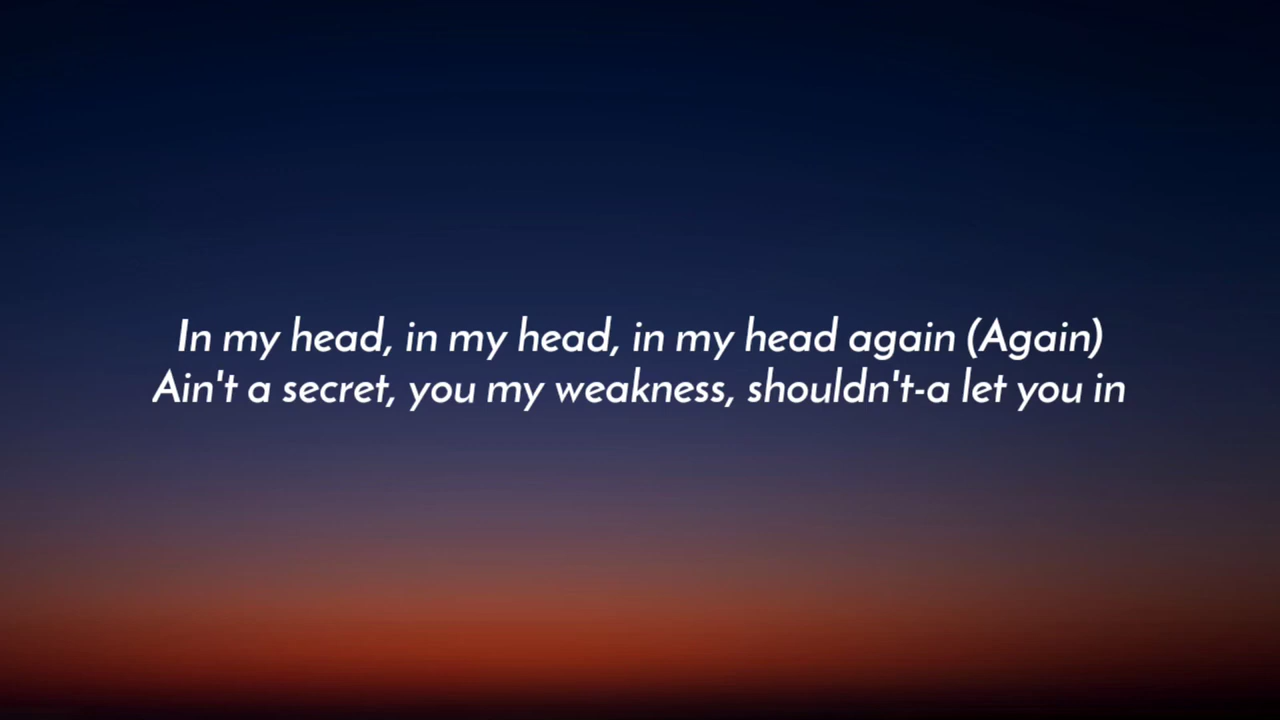 In my head, in my head, in my head again (Again)
Ain't a secret, you my weakness, shouldn't-a let you in